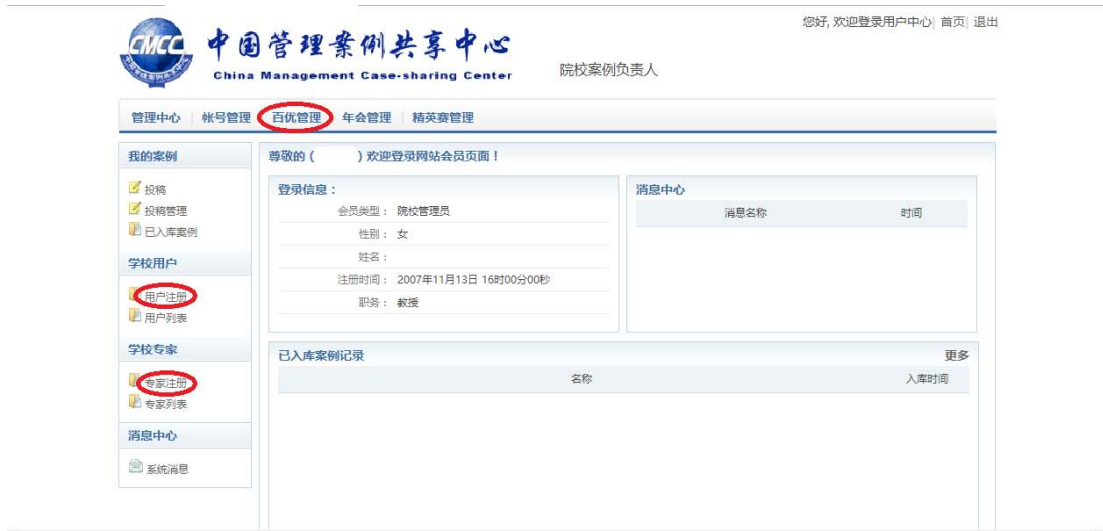 您好, 欢迎登录用户中心| 首页| 退出
CMCC
中国管理案例共享中心
China Management Case-sharing Center
院校案例负责人
管理中心 帐号管理 百优管理 年会管理 精英赛管理
我的案例
投稿
投稿管理
已入库案例
学校用户
用户注册
用户列表
学校专家
专家注册
专家列表
消息中心
系统消息
尊敬的 ( ) 欢迎登录网站会员页面！
登录信息：
会员类型： 院校管理员
性别： 女
姓名：
注册时间： 2007年11月13日 16时00分00秒
职务： 教授
消息中心
消息名称 时间
已入库案例记录 更多
名称 入库时间